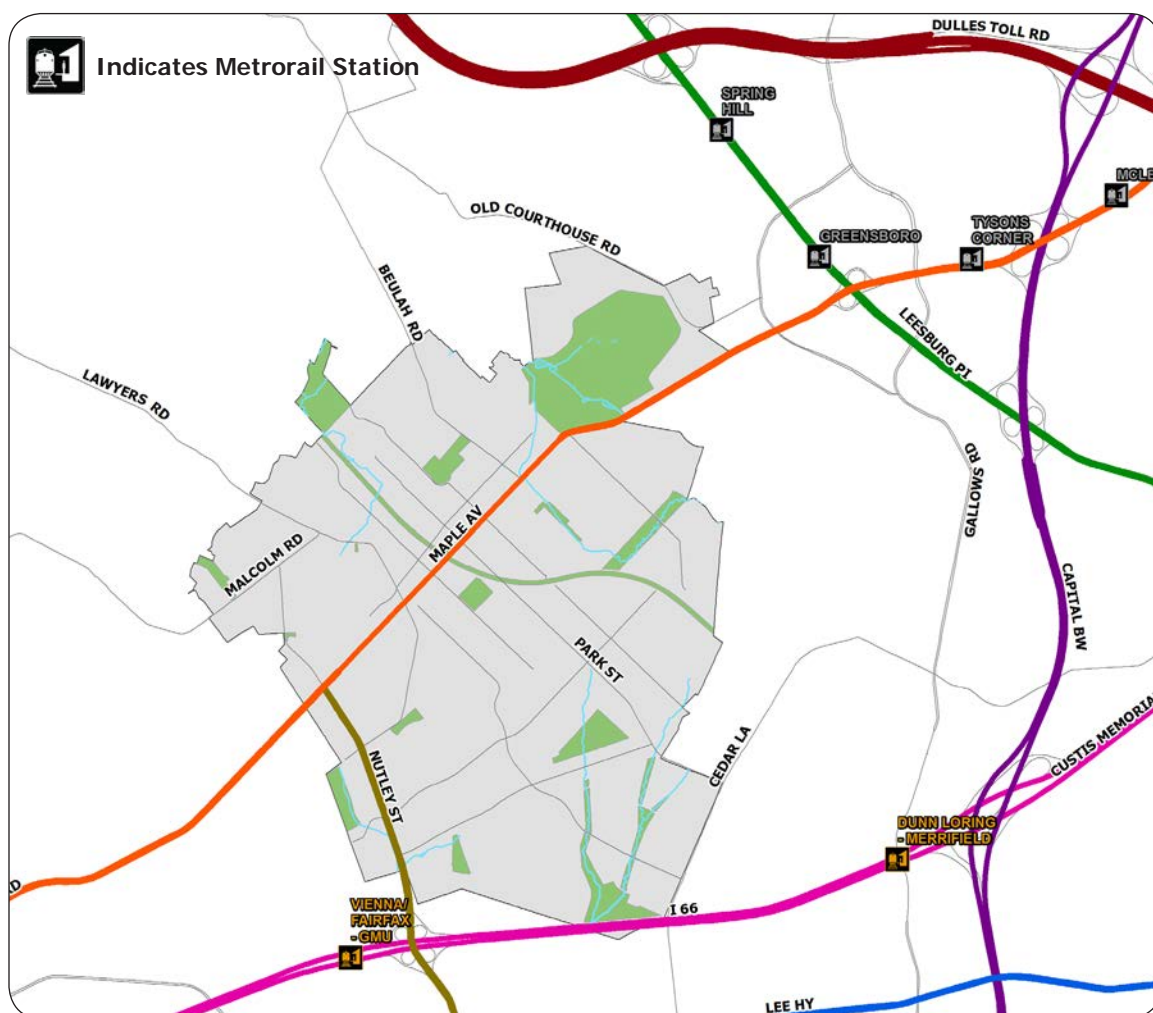 DULLES TOLL RD
Indicates Metrorail Station
SPRING
HILL
MCLE
OLD COURTHOUSE RD
TYSONS
CORNER
GREENSBORO
BEULAH RD
LEESBURG PI
LAWYERS RD
GALLOWS RD
MAPLE AV
MALCOLM RD
CAPITAL BW
PARK ST
CUSTIS MEMORIA
CEDAR LA
NUTLEY ST
DUNN LORING
- MERRIFIELD
RD
VIENNA/
FAIRFAX
- GMU
I 66
LEE HY